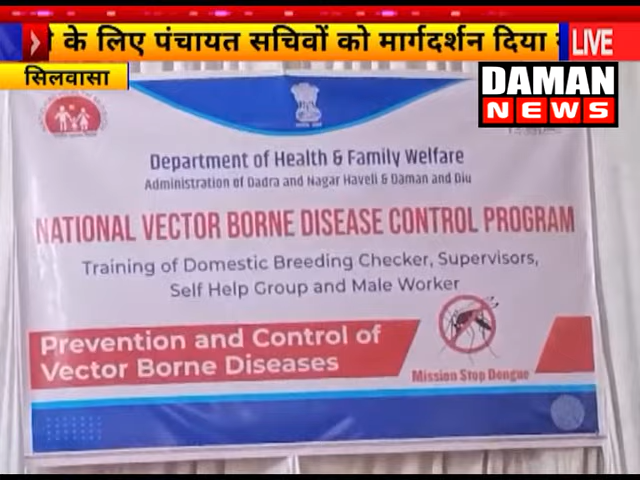 के लिए पंचायत सचिवों को मार्गदर्शन दिया
LIVE
सिलवासा
DAMAN
NEWS
Department of Health & Family Welfare
Administration of Dadra and Nagar Haveli & Daman and Diu
NATIONAL VECTOR BORNE DISEASE CONTROL PROGRAM
Training of Domestic Breeding Checker, Supervisors,
Self Help Group and Male Worker
Prevention and Control of
Vector Borne Diseases
Mission Stop Dengue